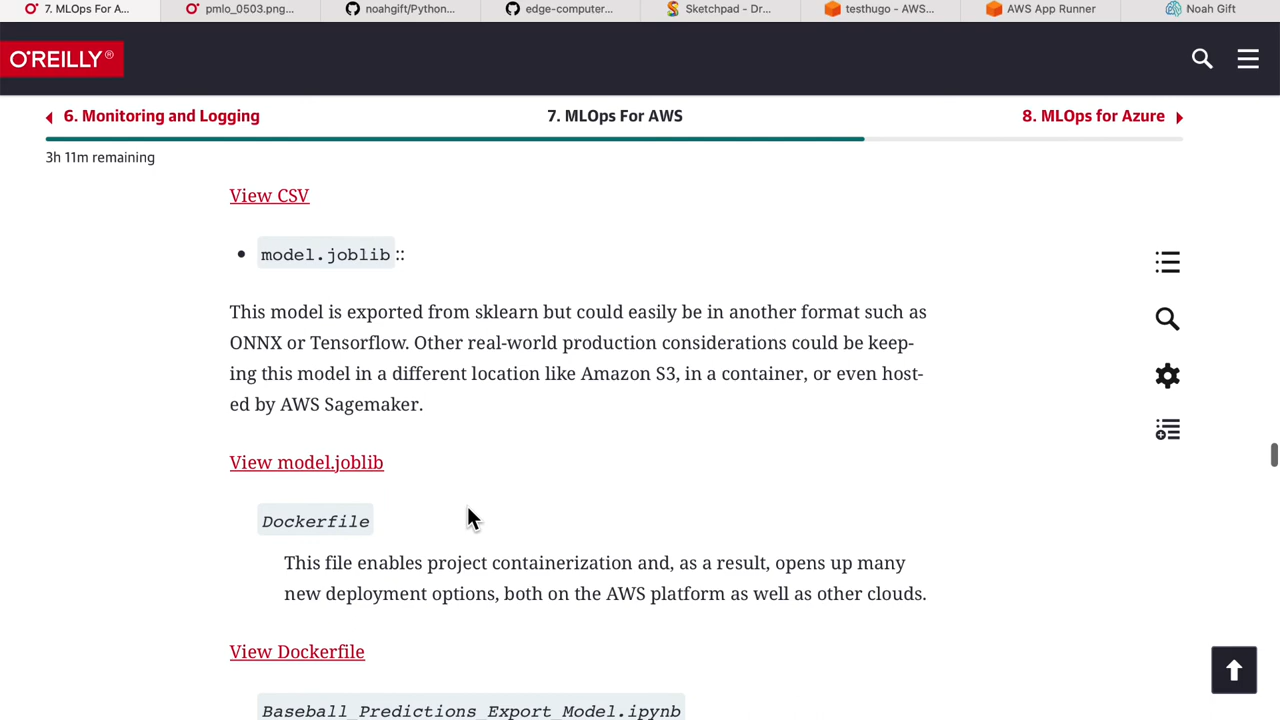 7. MLOps For A...
pmlo_0503.png...
noahgift/Python...
edge-computer...
Sketchpad - Dr...
testhugo - AWS...
AWS App Runner
Noah Gift
O'REILLY®
6. Monitoring and Logging
7. MLOps For AWS
8. MLOps for Azure
3h 11m remaining
View CSV
• model.joblib::
This model is exported from sklearn but could easily be in another format such as
ONNX or Tensorflow. Other real-world production considerations could be keep-
ing this model in a different location like Amazon S3, in a container, or even host-
ed by AWS Sagemaker.
View model.joblib
Dockerfile
This file enables project containerization and, as a result, opens up many
new deployment options, both on the AWS platform as well as other clouds.
View Dockerfile
Baseball_Predictions_Export_Model.ipynb